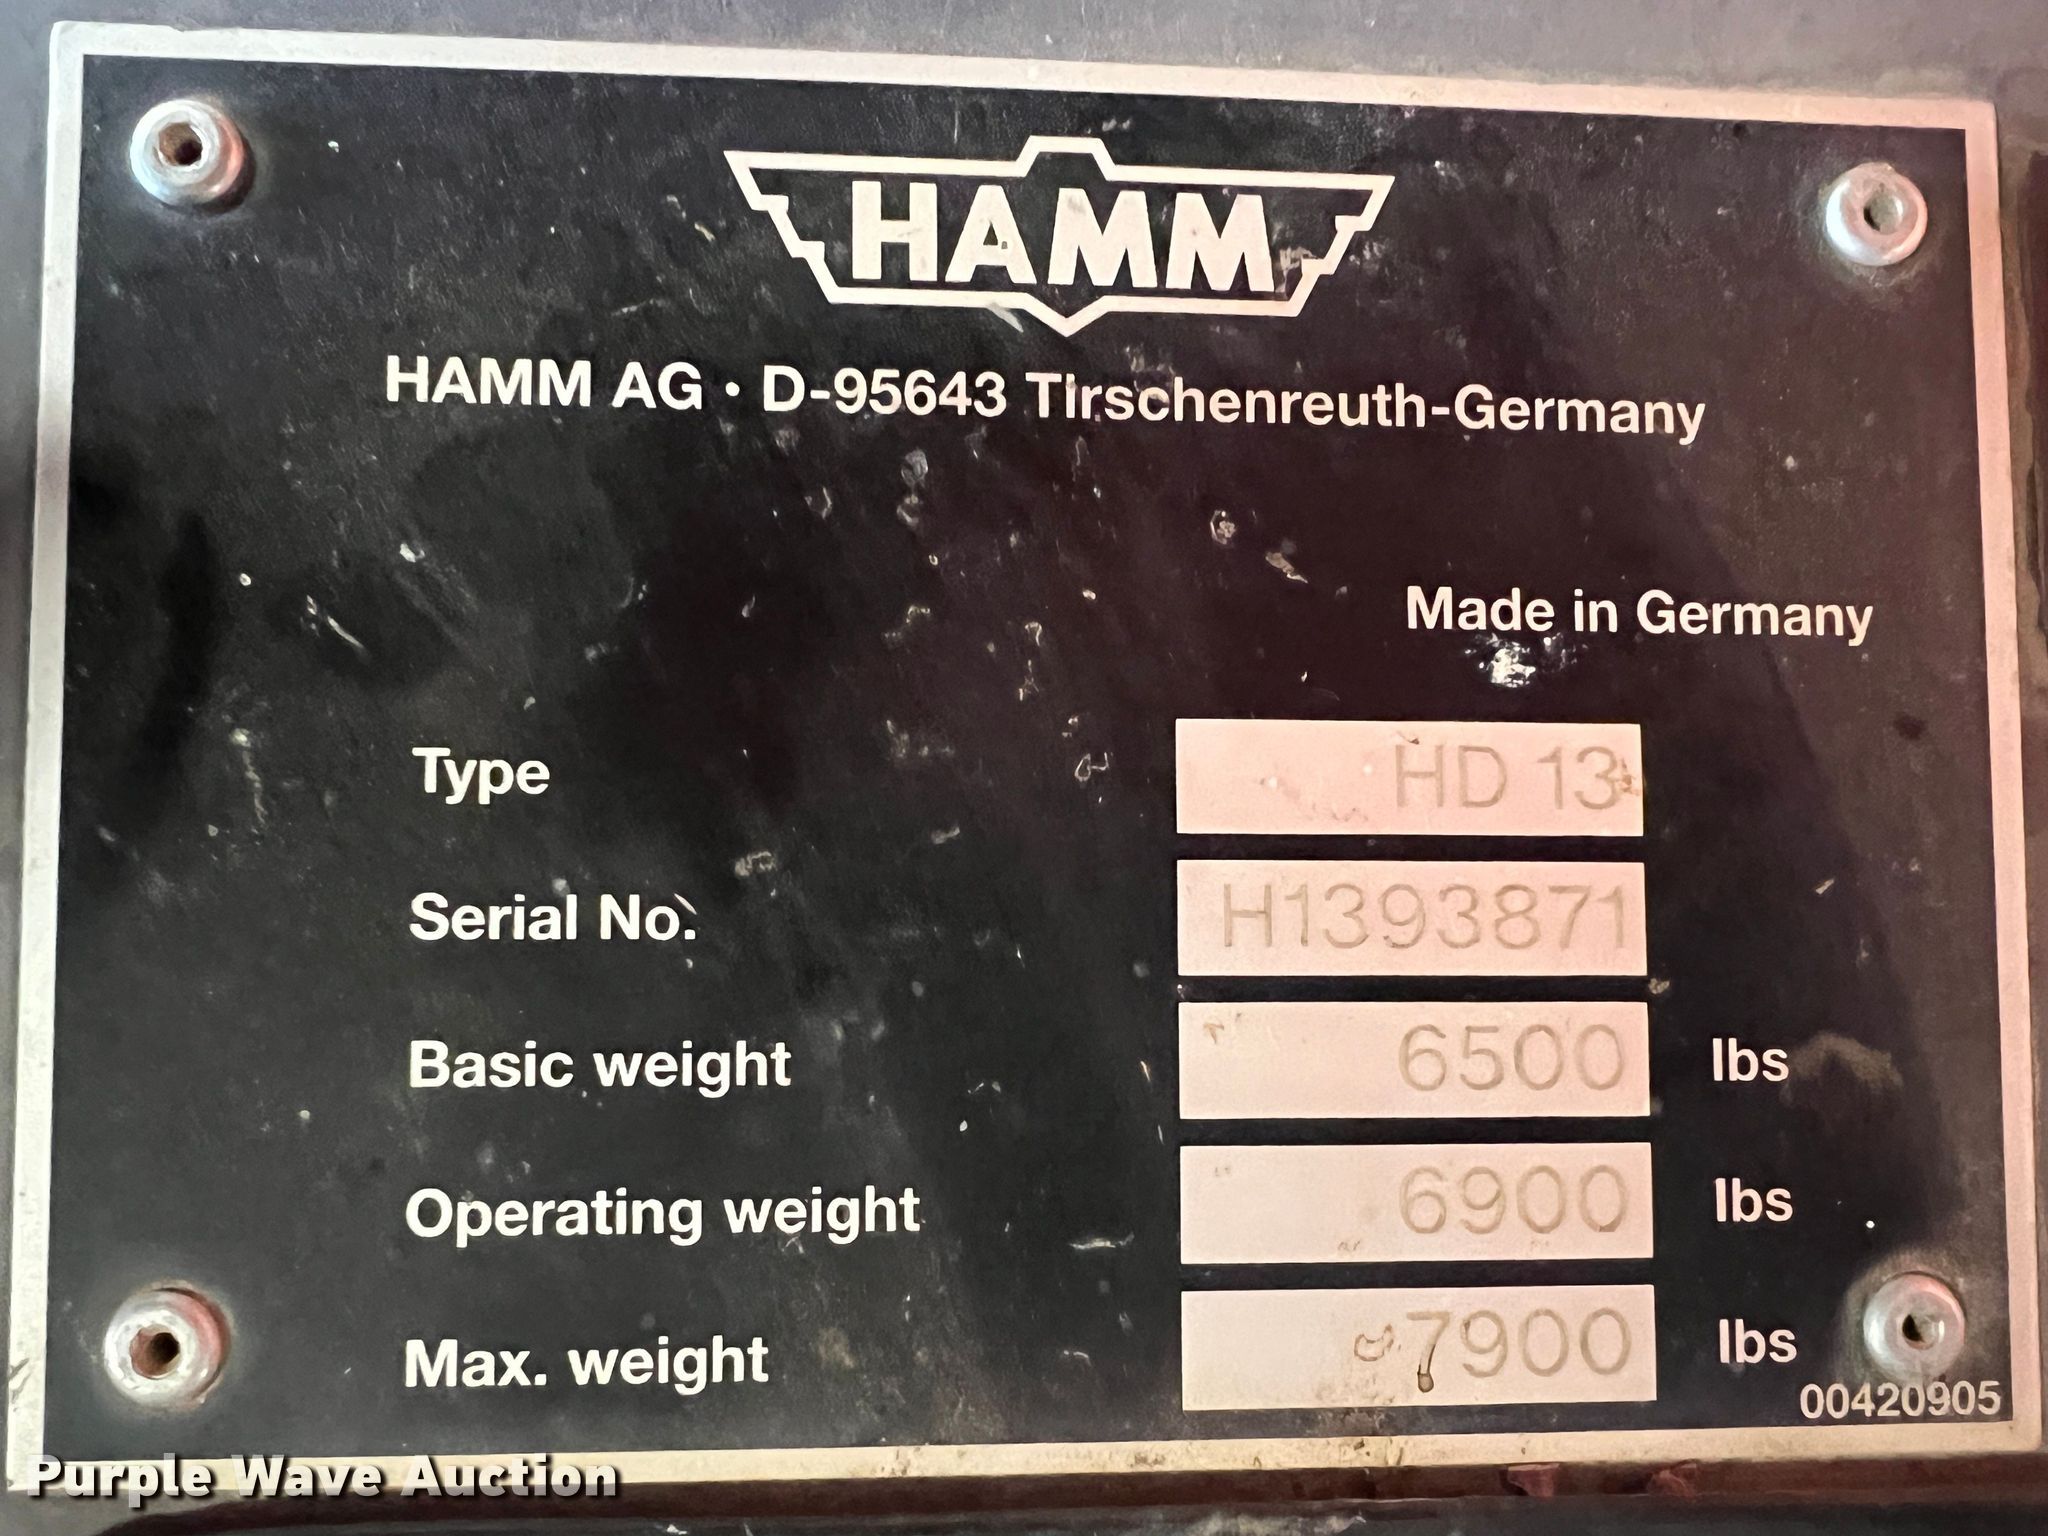 HAMM
HAMM AG · D-95643 Tirschenreuth-Germany
Made in Germany
Type HD 13
Serial No. H1393871
Basic weight 6500 lbs
Operating weight 6900 lbs
Max. weight 7900 lbs
00420905
Purple Wave Auction